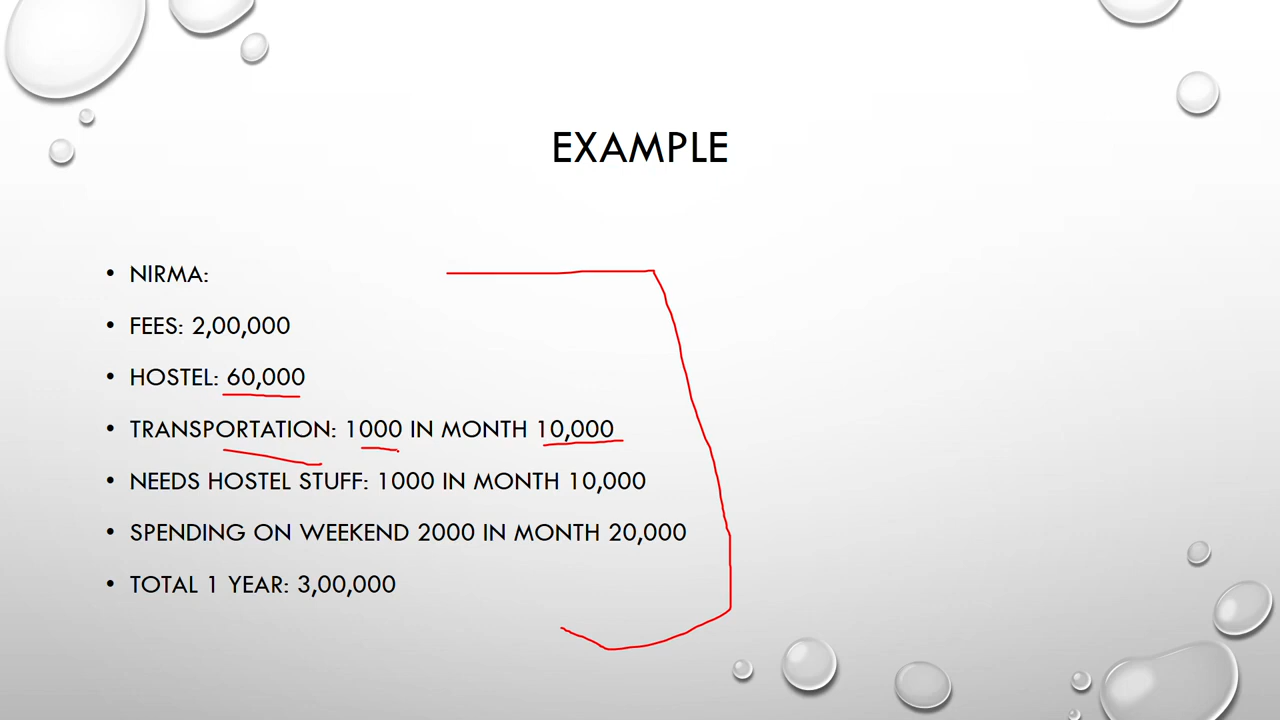 EXAMPLE
• NIRMA:
• FEES: 2,00,000
• HOSTEL: 60,000
• TRANSPORTATION: 1000 IN MONTH 10,000
• NEEDS HOSTEL STUFF: 1000 IN MONTH 10,000
• SPENDING ON WEEKEND 2000 IN MONTH 20,000
• TOTAL 1 YEAR: 3,00,000